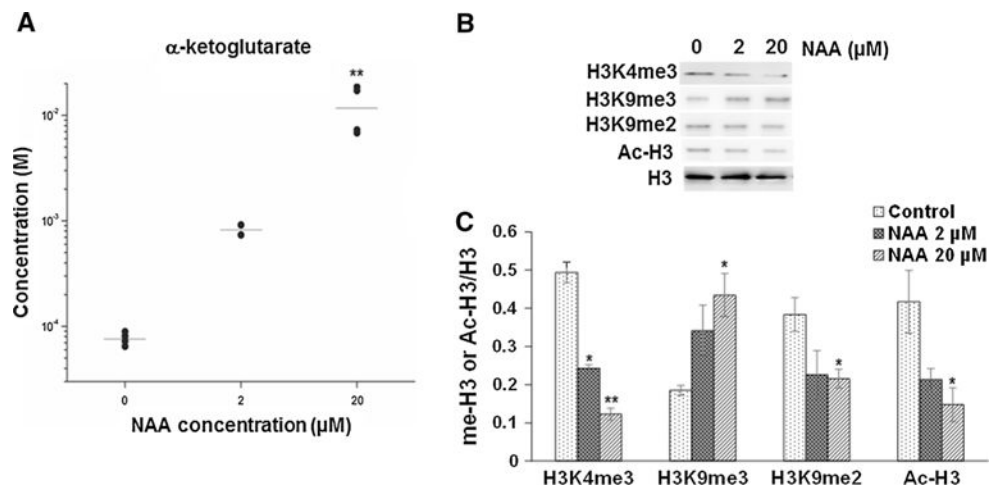 A
α-ketoglutarate
**
Concentration (M)
10⁻²
10⁻³
10⁻⁴
0 2 20
NAA concentration (µM)
B
0 2 20 NAA (µM)
H3K4me3
H3K9me3
H3K9me2
Ac-H3
H3
C
Control
NAA 2 µM
NAA 20 µM
me-H3 or Ac-H3/H3
0.6
0.5
0.4
0.3
0.2
0.1
0
* ** * * *
H3K4me3 H3K9me3 H3K9me2 Ac-H3